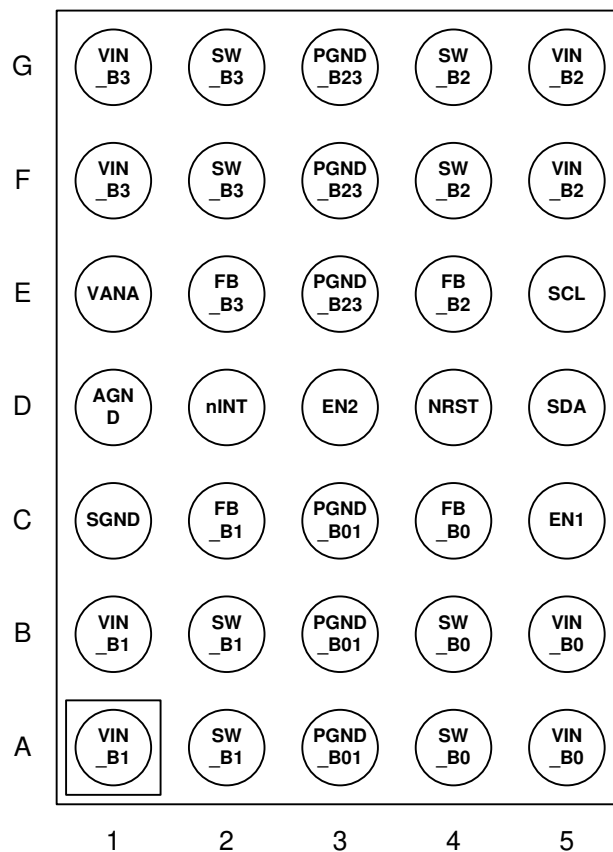 G VIN SW PGND SW VIN
_B3 _B3 _B23 _B2 _B2
F VIN SW PGND SW VIN
_B3 _B3 _B23 _B2 _B2
E VANA FB PGND FB SCL
_B3 _B23 _B2
D AGN nINT EN2 NRST SDA
D
C SGND FB PGND FB EN1
_B1 _B01 _B0
B VIN SW PGND SW VIN
_B1 _B1 _B01 _B0 _B0
A VIN SW PGND SW VIN
_B1 _B1 _B01 _B0 _B0
1 2 3 4 5